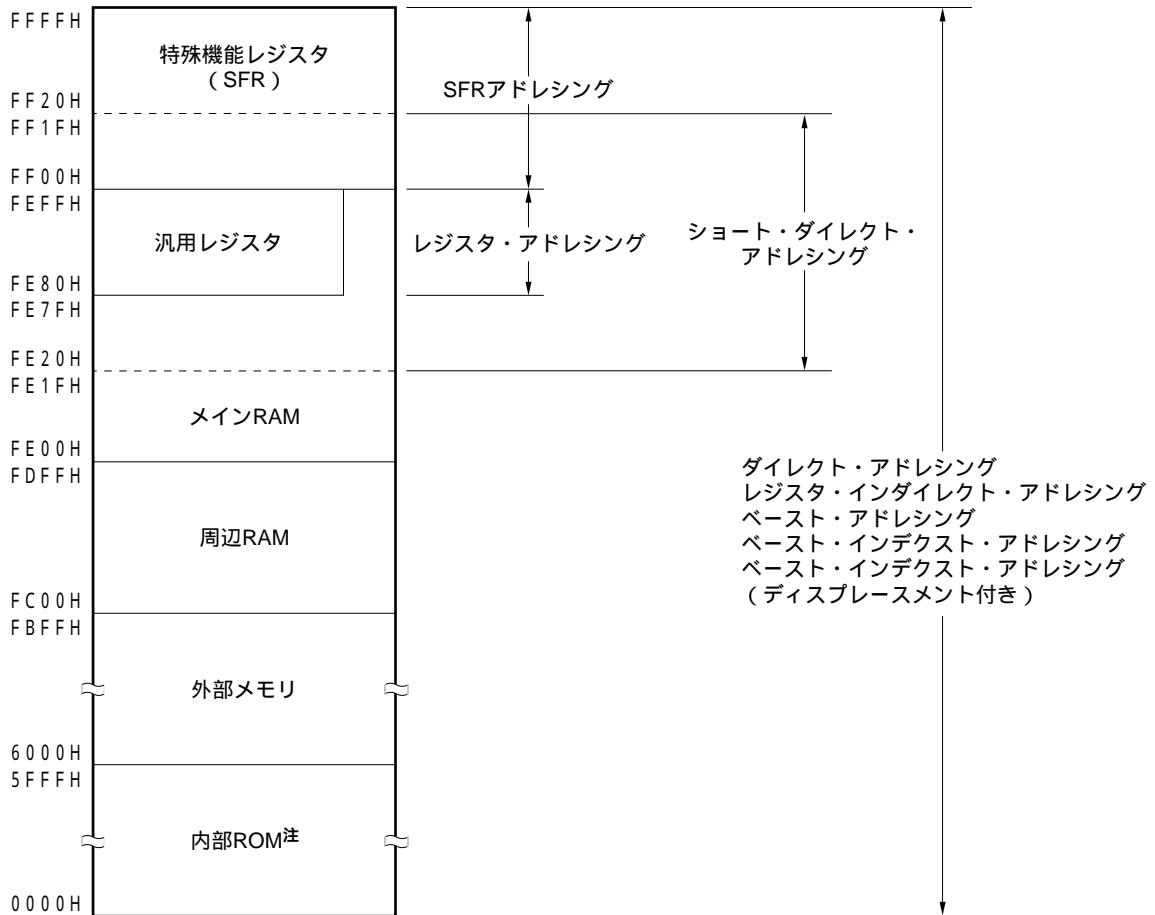 FFFFH
特殊機能レジスタ
（SFR）
SFRアドレシング
FF20H
FF1FH
FF00H
FEFFH
汎用レジスタ
レジスタ・アドレシング
ショート・ダイレクト・
アドレシング
FE80H
FE7FH
FE20H
FE1FH
メインRAM
FE00H
FDFFH
ダイレクト・アドレシング
レジスタ・インダイレクト・アドレシング
ベースト・アドレシング
ベースト・インデクスト・アドレシング
ベースト・インデクスト・アドレシング
（ディスプレースメント付き）
周辺RAM
FC00H
FBFFH
外部メモリ
6000H
5FFFH
内部ROM注
0000H